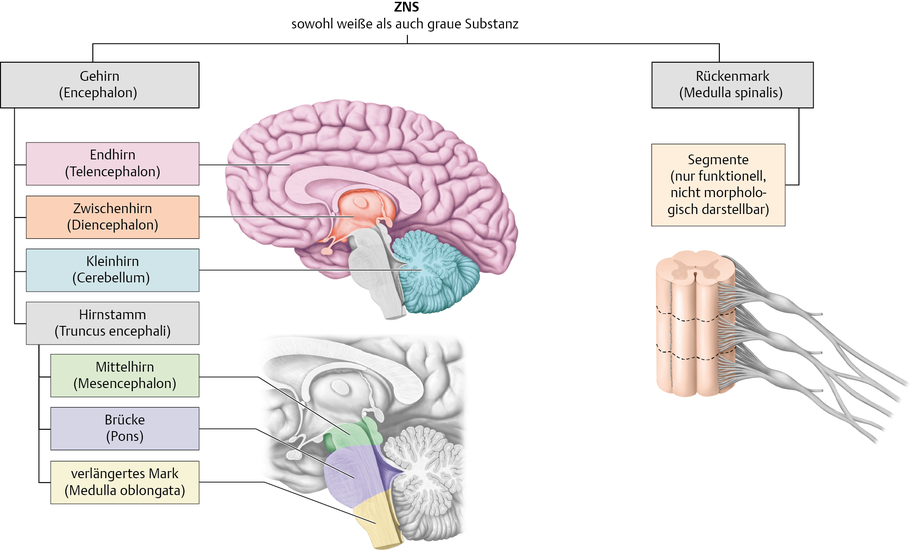 ZNS
sowohl weiße als auch graue Substanz
Gehirn
(Encephalon)
Rückenmark
(Medulla spinalis)
Endhirn
(Telencephalon)
Zwischenhirn
(Diencephalon)
Kleinhirn
(Cerebellum)
Hirnstamm
(Truncus encephali)
Mittelhirn
(Mesencephalon)
Brücke
(Pons)
verlängertes Mark
(Medulla oblongata)
Segmente
(nur funktionell,
nicht morpholo-
gisch darstellbar)